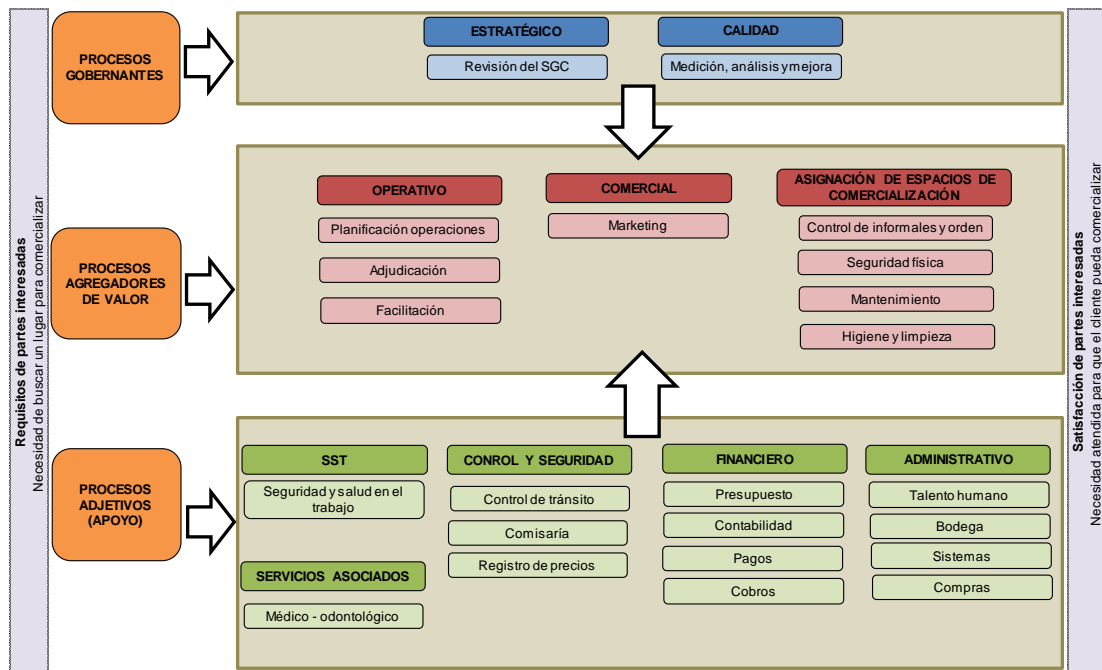 Requisitos de partes interesadas
Necesidad de buscar un lugar para comercializar
PROCESOS
GOBERNANTES
ESTRATÉGICO
Revisión del SGC
CALIDAD
Medición, análisis y mejora
PROCESOS
AGREGADORES
DE VALOR
OPERATIVO
Planificación operaciones
Adjudicación
Facilitación
COMERCIAL
Marketing
ASIGNACIÓN DE ESPACIOS DE
COMERCIALIZACIÓN
Control de informales y orden
Seguridad física
Mantenimiento
Higiene y limpieza
PROCESOS
ADJETIVOS
(APOYO)
SST
Seguridad y salud en el
trabajo
SERVICIOS ASOCIADOS
Médico - odontológico
CONROL Y SEGURIDAD
Control de tránsito
Comisaría
Registro de precios
FINANCIERO
Presupuesto
Contabilidad
Pagos
Cobros
ADMINISTRATIVO
Talento humano
Bodega
Sistemas
Compras
Satisfacción de partes interesadas
Necesidad atendida para que el cliente pueda comercializar